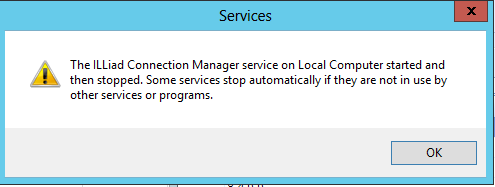 Services
x
The ILLiad Connection Manager service on Local Computer started and
then stopped. Some services stop automatically if they are not in use by
other services or programs.
OK